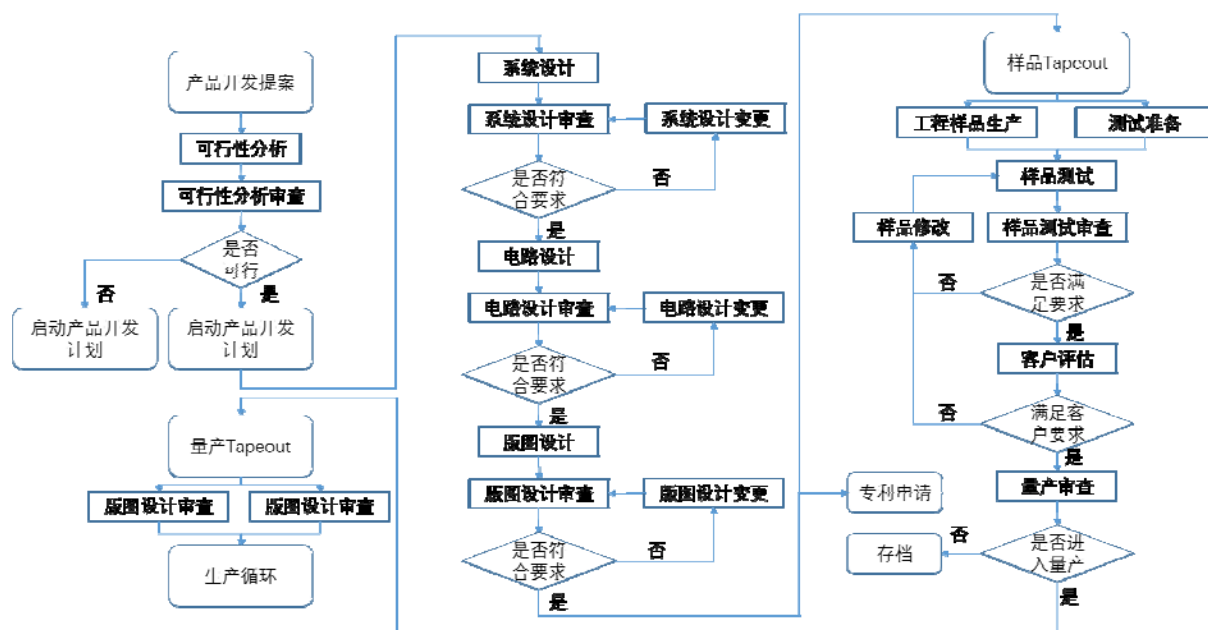 产品开发提案
可行性分析
可行性分析审查
是否
可行
否
是
启动产品开发
计划
启动产品开发
计划
量产Tapeout
版图设计审查
版图设计审查
生产循环
系统设计
系统设计审查
系统设计变更
是否符
合要求
否
是
电路设计
电路设计审查
电路设计变更
是否符
合要求
否
是
版图设计
版图设计审查
版图设计变更
是否符
合要求
否
是
样品Tapeout
工程样品生产
测试准备
样品测试
样品修改
样品测试审查
是否满
足要求
否
是
客户评估
满足客
户要求
否
是
专利申请
量产审查
存档
否
是否进
入量产
是